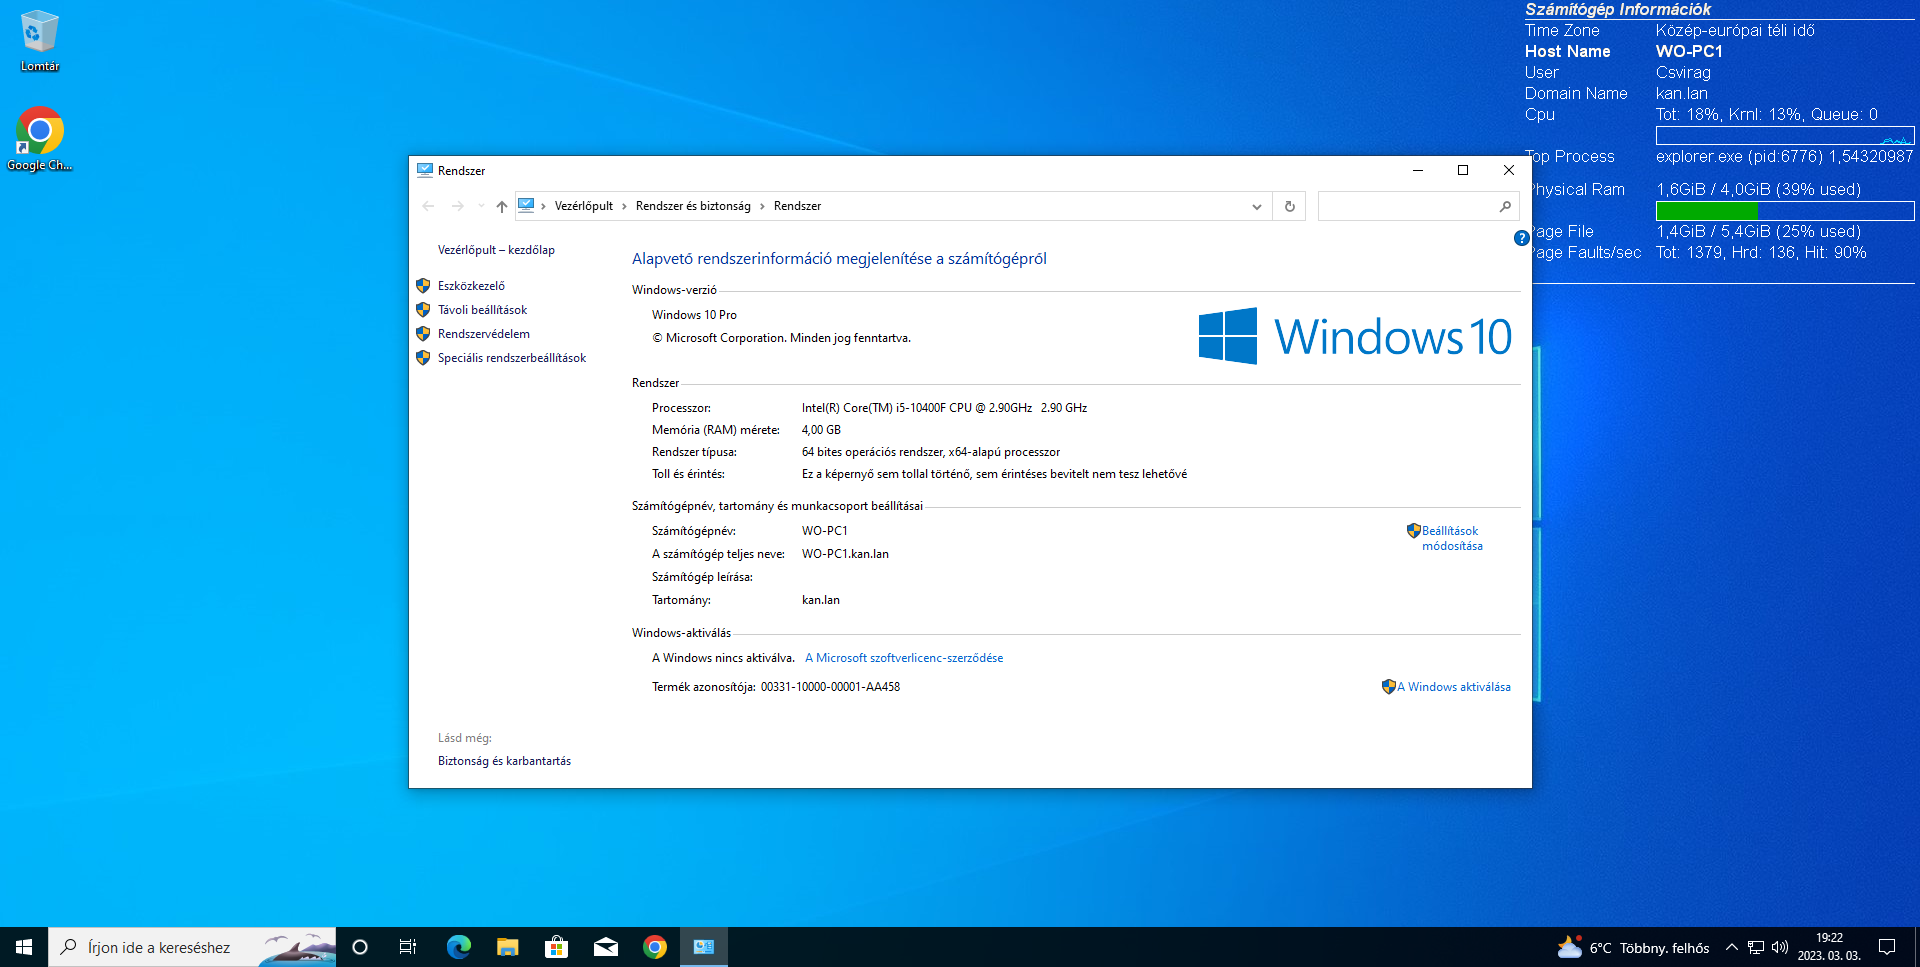 Lomtár
Google Ch...
Számítógép Információk
Time Zone Közép-európai téli idő
Host Name WO-PC1
User Csvirag
Domain Name kan.lan
Cpu Tot: 18%, Krnl: 13%, Queue: 0
Top Process explorer.exe (pid:6776) 1,54320987
Physical Ram 1,6GiB / 4,0GiB (39% used)
Page File 1,4GiB / 5,4GiB (25% used)
Page Faults/sec Tot: 1379, Hrd: 136, Hit: 90%
Rendszer
Vezérlőpult › Rendszer és biztonság › Rendszer
Vezérlőpult – kezdőlap
Eszközkezelő
Távoli beállítások
Rendszervédelem
Speciális rendszerbeállítások
Alapvető rendszerinformáció megjelenítése a számítógépről
Windows-verzió
Windows 10 Pro
© Microsoft Corporation. Minden jog fenntartva.
Windows 10
Rendszer
Processzor: Intel(R) Core(TM) i5-10400F CPU @ 2.90GHz 2.90 GHz
Memória (RAM) mérete: 4,00 GB
Rendszer típusa: 64 bites operációs rendszer, x64-alapú processzor
Toll és érintés: Ez a képernyő sem tollal történő, sem érintéses bevitelt nem tesz lehetővé
Számítógépnév, tartomány és munkacsoport beállításai
Számítógépnév: WO-PC1
Beállítások
módosítása
A számítógép teljes neve: WO-PC1.kan.lan
Számítógép leírása:
Tartomány: kan.lan
Windows-aktiválás
A Windows nincs aktiválva. A Microsoft szoftverlicenc-szerződése
Termék azonosítója: 00331-10000-00001-AA458
A Windows aktiválása
Lásd még:
Biztonság és karbantartás
Írjon ide a kereséshez
6°C Többny. felhős
19:22
2023. 03. 03.